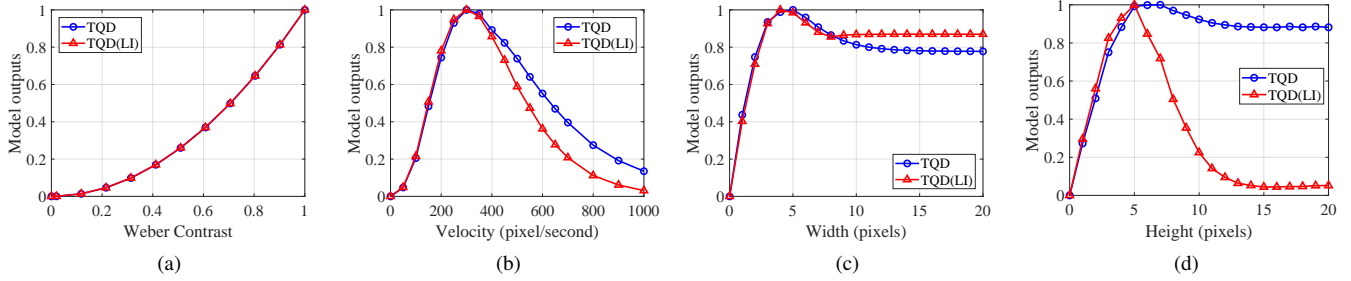 1
0.8
0.6
0.4
0.2
0
0 0.2 0.4 0.6 0.8 1
Model outputs
Weber Contrast
TQD
TQD(LI)
(a)
1
0.8
0.6
0.4
0.2
0
0 200 400 600 800 1000
Model outputs
Velocity (pixel/second)
TQD
TQD(LI)
(b)
1
0.8
0.6
0.4
0.2
0
0 5 10 15 20
Model outputs
Width (pixels)
TQD
TQD(LI)
(c)
1
0.8
0.6
0.4
0.2
0
0 5 10 15 20
Model outputs
Height (pixels)
TQD
TQD(LI)
(d)